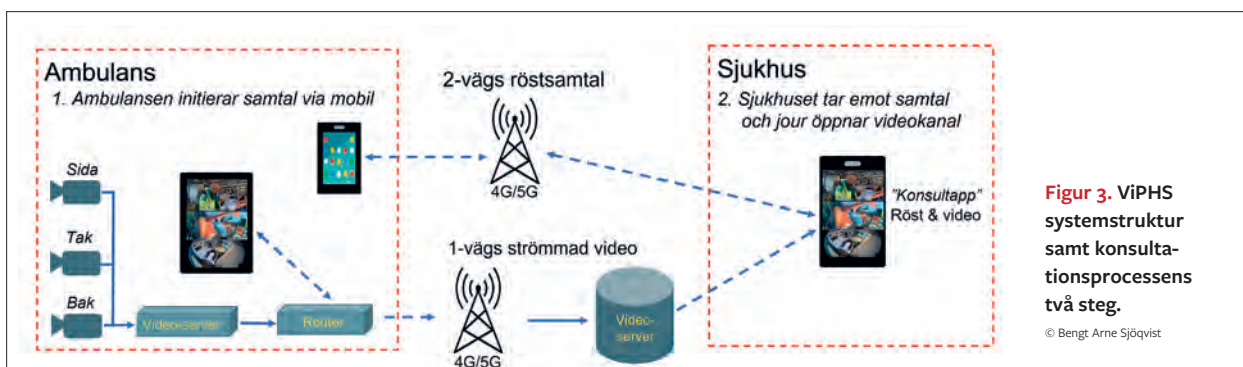 Ambulans
1. Ambulansen initierar samtal via mobil
Sida
Tak
Bak
Video-server
Router
2-vägs röstsamtal
4G/5G
1-vägs strömmad video
4G/5G
Video-
server
Sjukhus
2. Sjukhuset tar emot samtal
och jour öppnar videokanal
"Konsultapp"
Röst & video
Figur 3. ViPHS
systemstruktur
samt konsulta-
tionsprocessens
två steg.
© Bengt Arne Sjöqvist